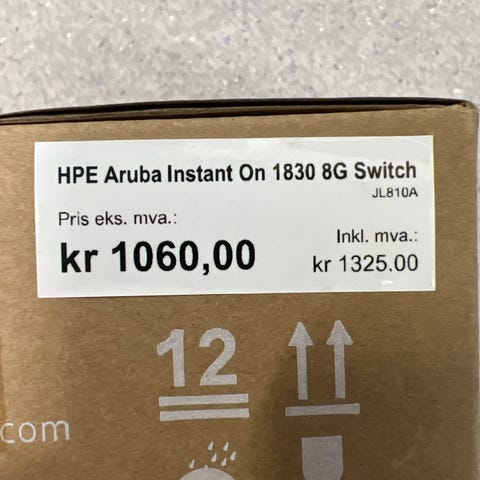 HPE Aruba Instant On 1830 8G Switch
JL810A
Pris eks. mva.:
kr 1060,00
Inkl. mva.:
kr 1325.00
12
.com